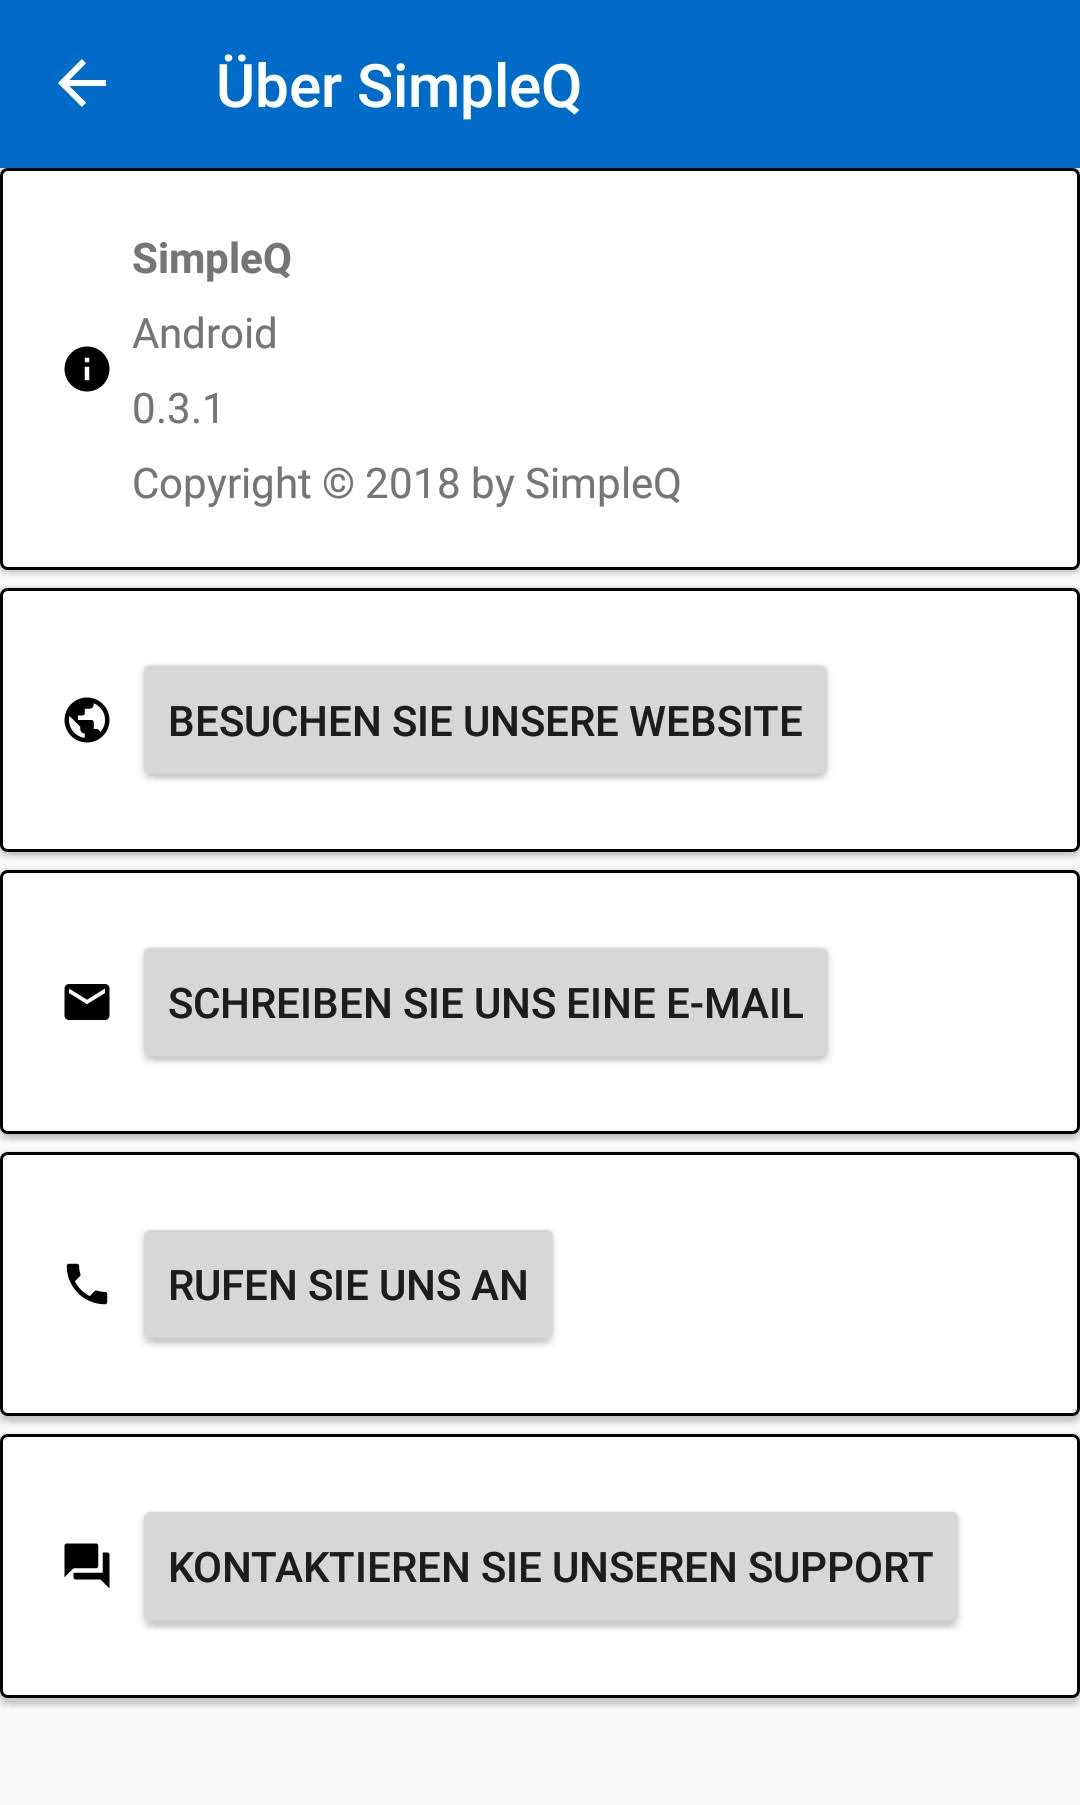 Über SimpleQ
SimpleQ
Android
0.3.1
Copyright © 2018 by SimpleQ
BESUCHEN SIE UNSERE WEBSITE
SCHREIBEN SIE UNS EINE E-MAIL
RUFEN SIE UNS AN
KONTAKTIEREN SIE UNSEREN SUPPORT